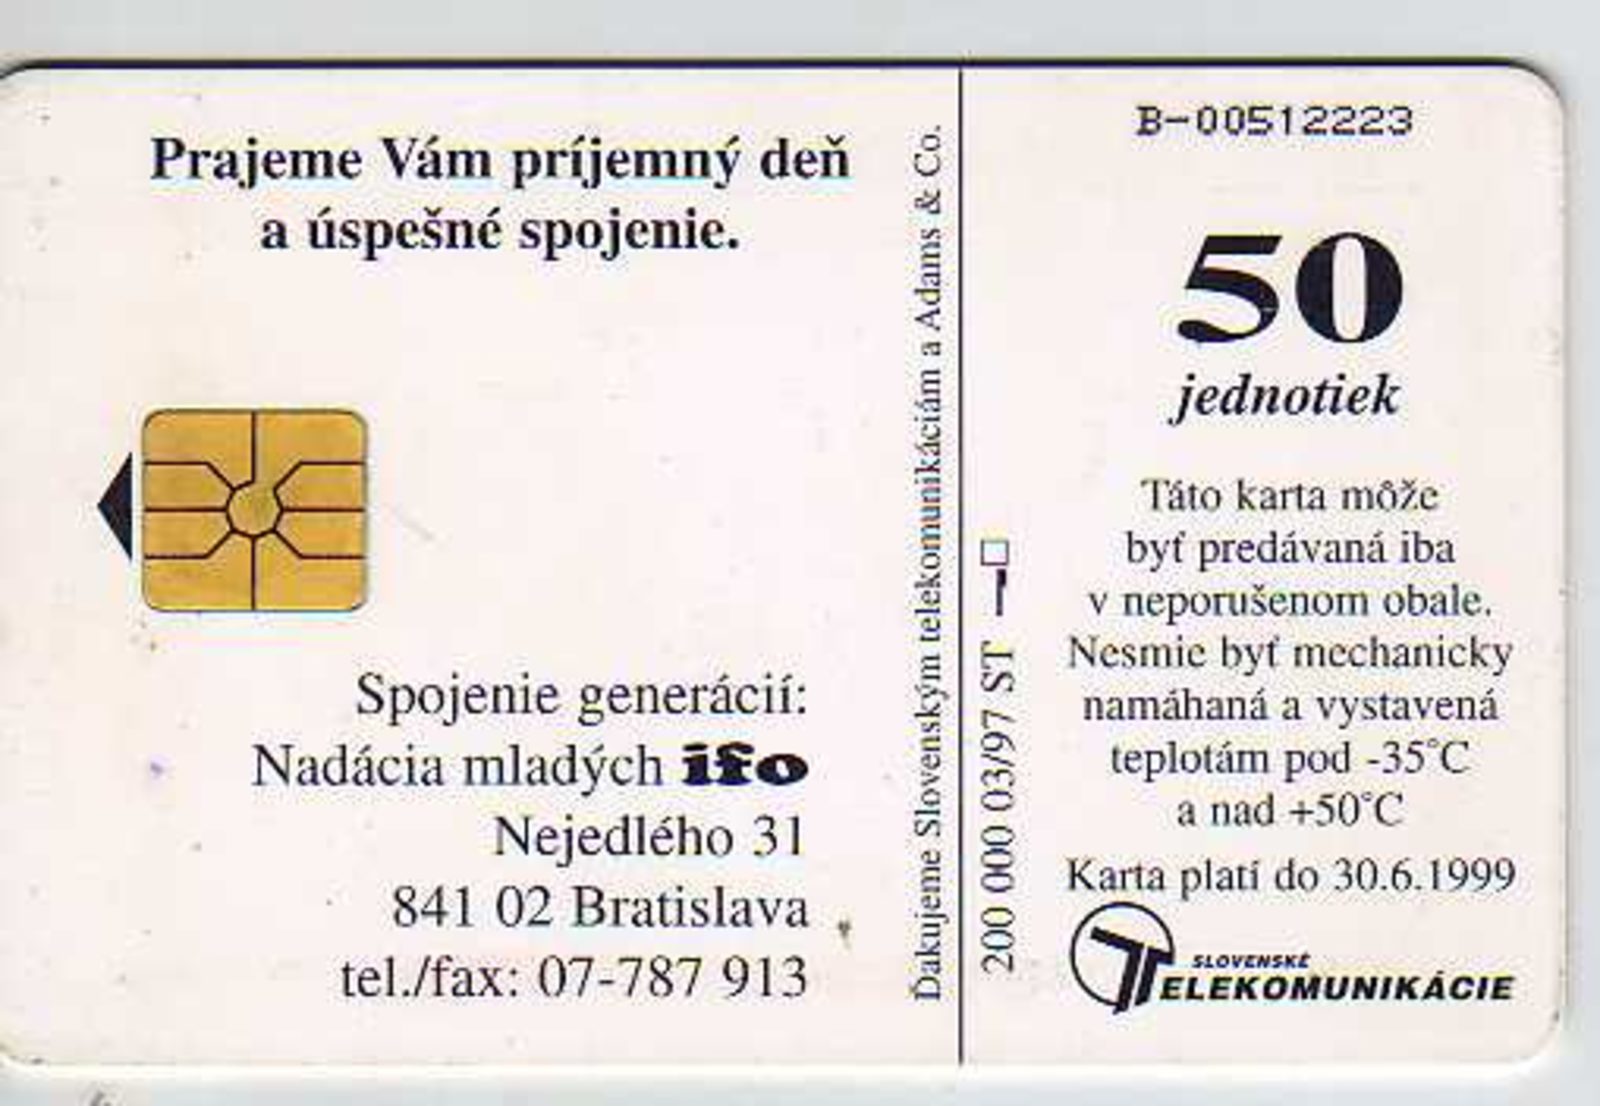 Prajeme Vám príjemný deň
a úspešné spojenie.
Spojenie generácií:
Nadácia mladých ifo
Nejedlého 31
841 02 Bratislava
tel./fax: 07-787 913
Ďakujeme Slovenským telekomunikáciám a Adams & Co.
200 000 03/97 ST
B-00512223
50
jednotiek
Táto karta môže
byť predávaná iba
v neporušenom obale.
Nesmie byť mechanicky
namáhaná a vystavená
teplotám pod -35°C
a nad +50°C
Karta platí do 30.6.1999
SLOVENSKÉ
TELEKOMUNIKÁCIE